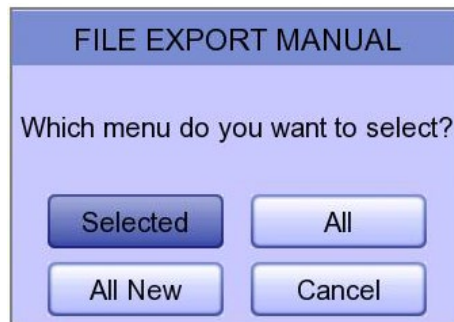 FILE EXPORT MANUAL
Which menu do you want to select?
Selected All
All New Cancel